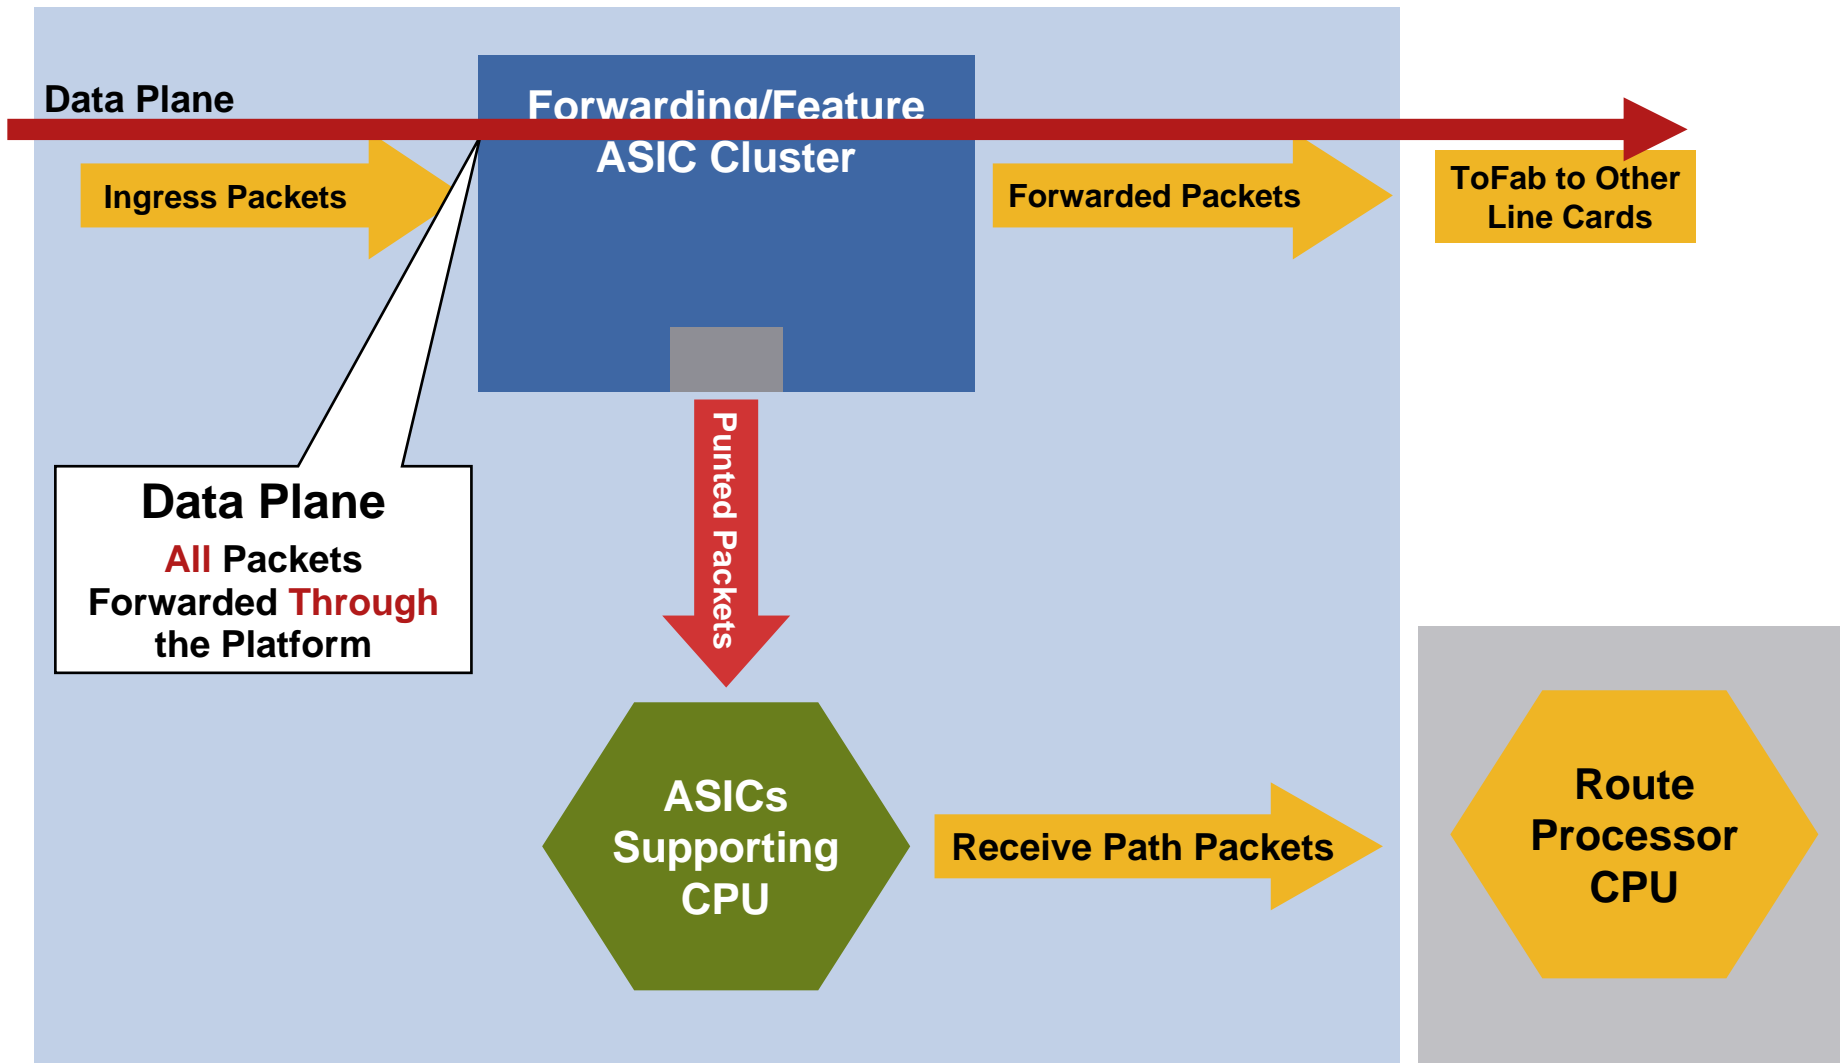 Data Plane
Forwarding/Feature
ASIC Cluster
Ingress Packets
Forwarded Packets
ToFab to Other
Line Cards
Punted Packets
Data Plane
All Packets
Forwarded Through
the Platform
ASICs
Supporting
CPU
Receive Path Packets
Route
Processor
CPU